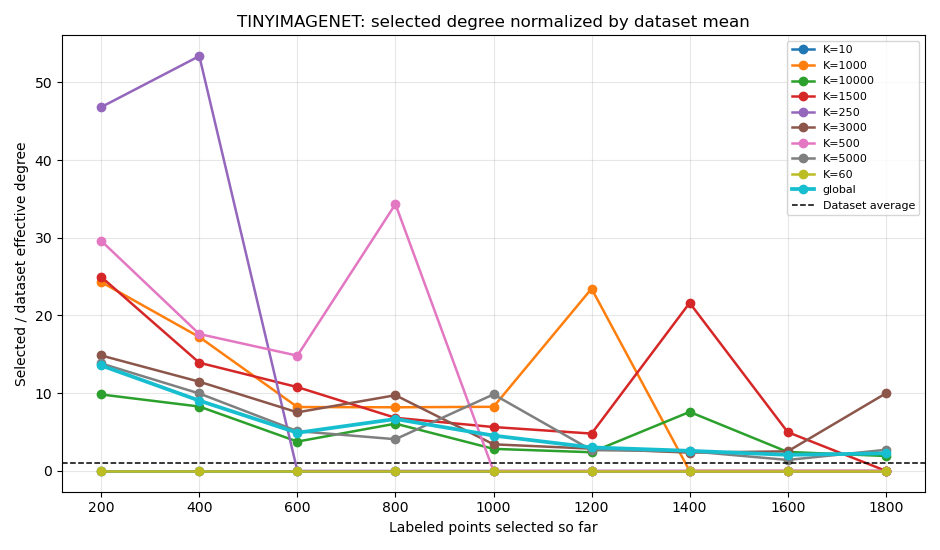 TINYIMAGENET: selected degree normalized by dataset mean
Selected / dataset effective degree
50
40
30
20
10
0
K=10
K=1000
K=10000
K=1500
K=250
K=3000
K=500
K=5000
K=60
global
Dataset average
200 400 600 800 1000 1200 1400 1600 1800
Labeled points selected so far